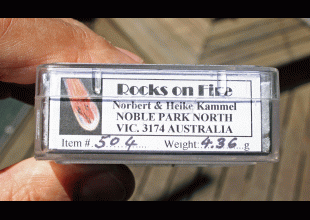 Rocks on Fire
Norbert & Heike Kammel
NOBLE PARK NORTH
VIC. 3174 AUSTRALIA
Item # 504 Weight: 4.36 g